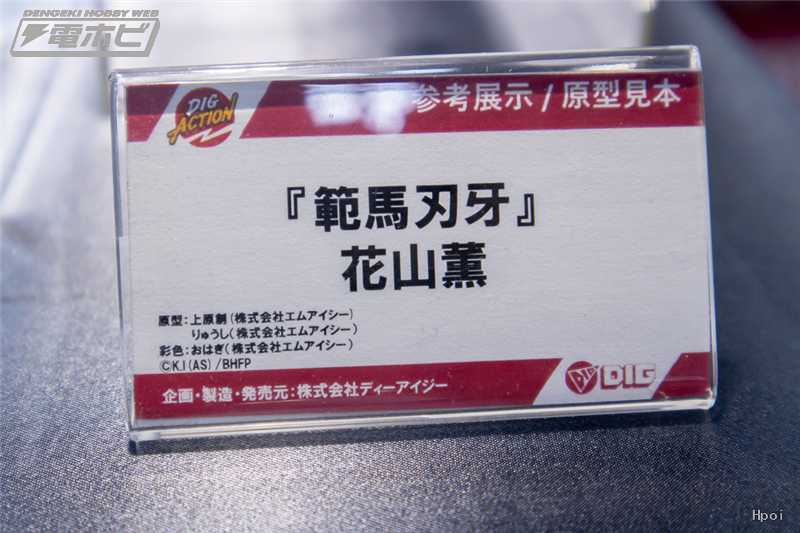 DENGEKI HOBBY WEB
電ホビ
DIG
ACTION
参考展示 / 原型見本
『範馬刃牙』
花山薫
原型:上原創(株式会社エムアイシー)
りゅうし(株式会社エムアイシー)
彩色:おはぎ(株式会社エムアイシー)
©K.I(AS)/BHFP
企画・製造・発売元:株式会社ディーアイジー
DIG DIG
Hpoi